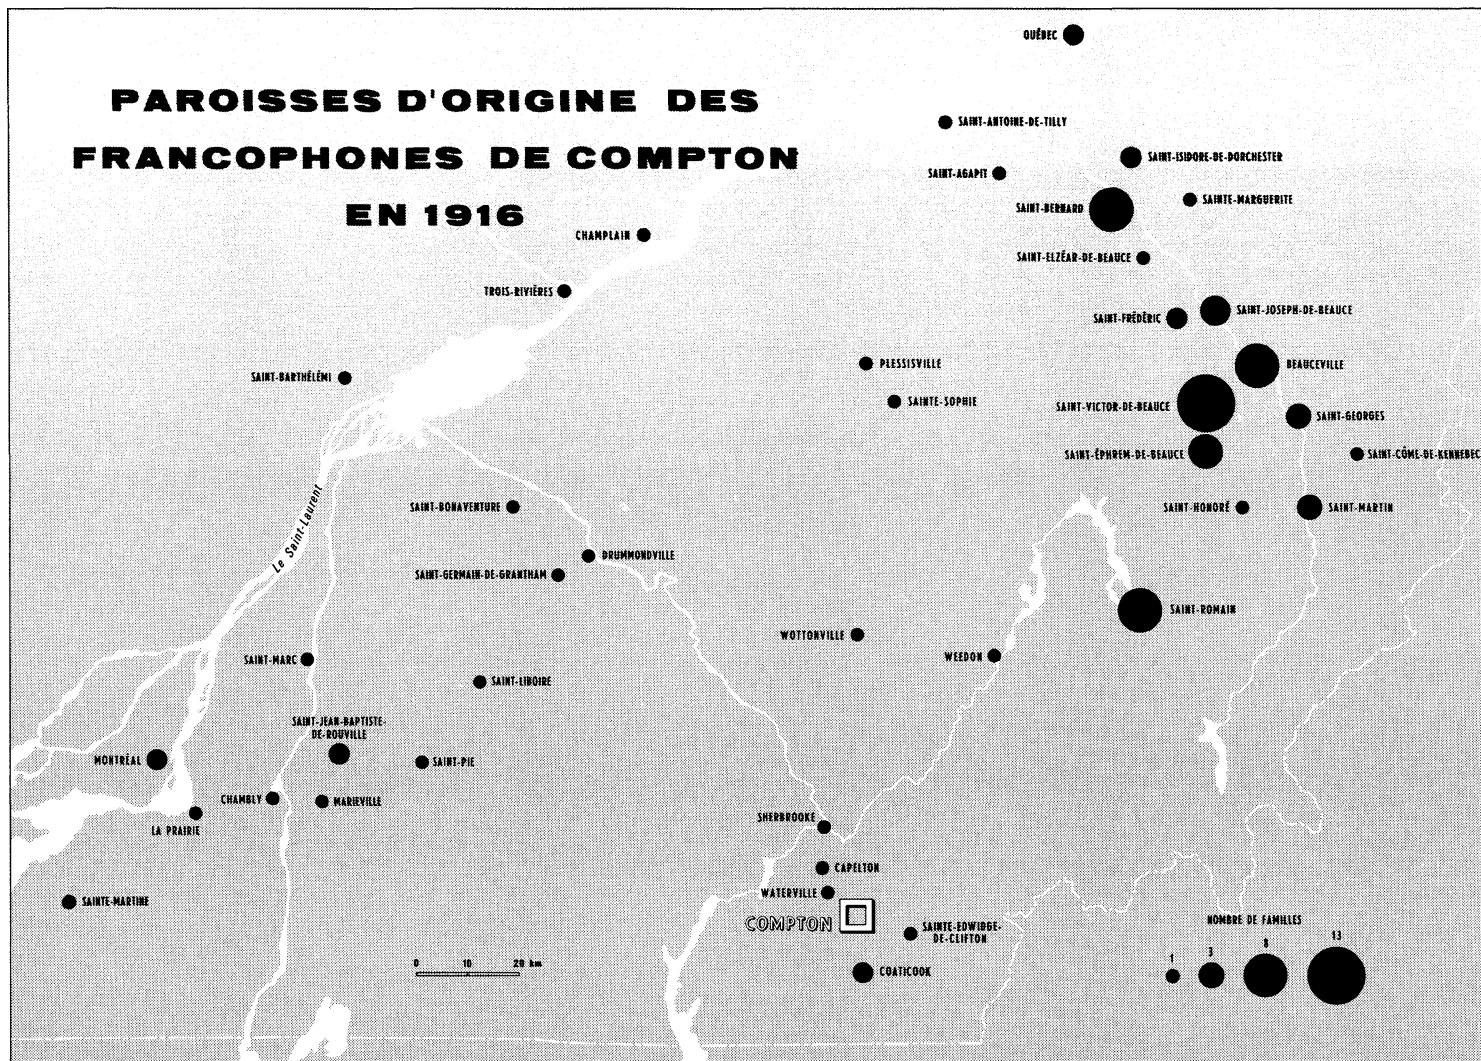 PAROISSES D'ORIGINE DES
FRANCOPHONES DE COMPTON
EN 1916
QUÉBEC
SAINT-ANTOINE-DE-TILLY
SAINT-ISIDORE-DE-DORCHESTER
SAINT-AGAPIT
SAINTE-MARGUERITE
SAINT-BERNARD
CHAMPLAIN
SAINT-ELZÉAR-DE-BEAUCE
TROIS-RIVIÈRES
SAINT-JOSEPH-DE-BEAUCE
SAINT-FRÉDÉRIC
PLESSISVILLE
BEAUCEVILLE
SAINT-BARTHÉLÉMI
SAINTE-SOPHIE
SAINT-VICTOR-DE-BEAUCE
SAINT-GEORGES
SAINT-ÉPHREM-DE-BEAUCE
SAINT-CÔME-DE-KENNEBEC
SAINT-BONAVENTURE
SAINT-HONORÉ
SAINT-MARTIN
Le Saint-Laurent
DRUMMONDVILLE
SAINT-GERMAIN-DE-GRANTHAM
SAINT-ROMAIN
WOTTONVILLE
WEEDON
SAINT-MARC
SAINT-LIBOIRE
SAINT-JEAN-BAPTISTE-
DE-ROUVILLE
MONTRÉAL
SAINT-PIE
CHAMBLY
MARIEVILLE
LA PRAIRIE
SHERBROOKE
CAPELTON
WATERVILLE
SAINTE-MARTINE
COMPTON
SAINTE-EDWIDGE-
DE-CLIFTON
COATICOOK
0 10 20 km
NOMBRE DE FAMILLES
1 3 8 13